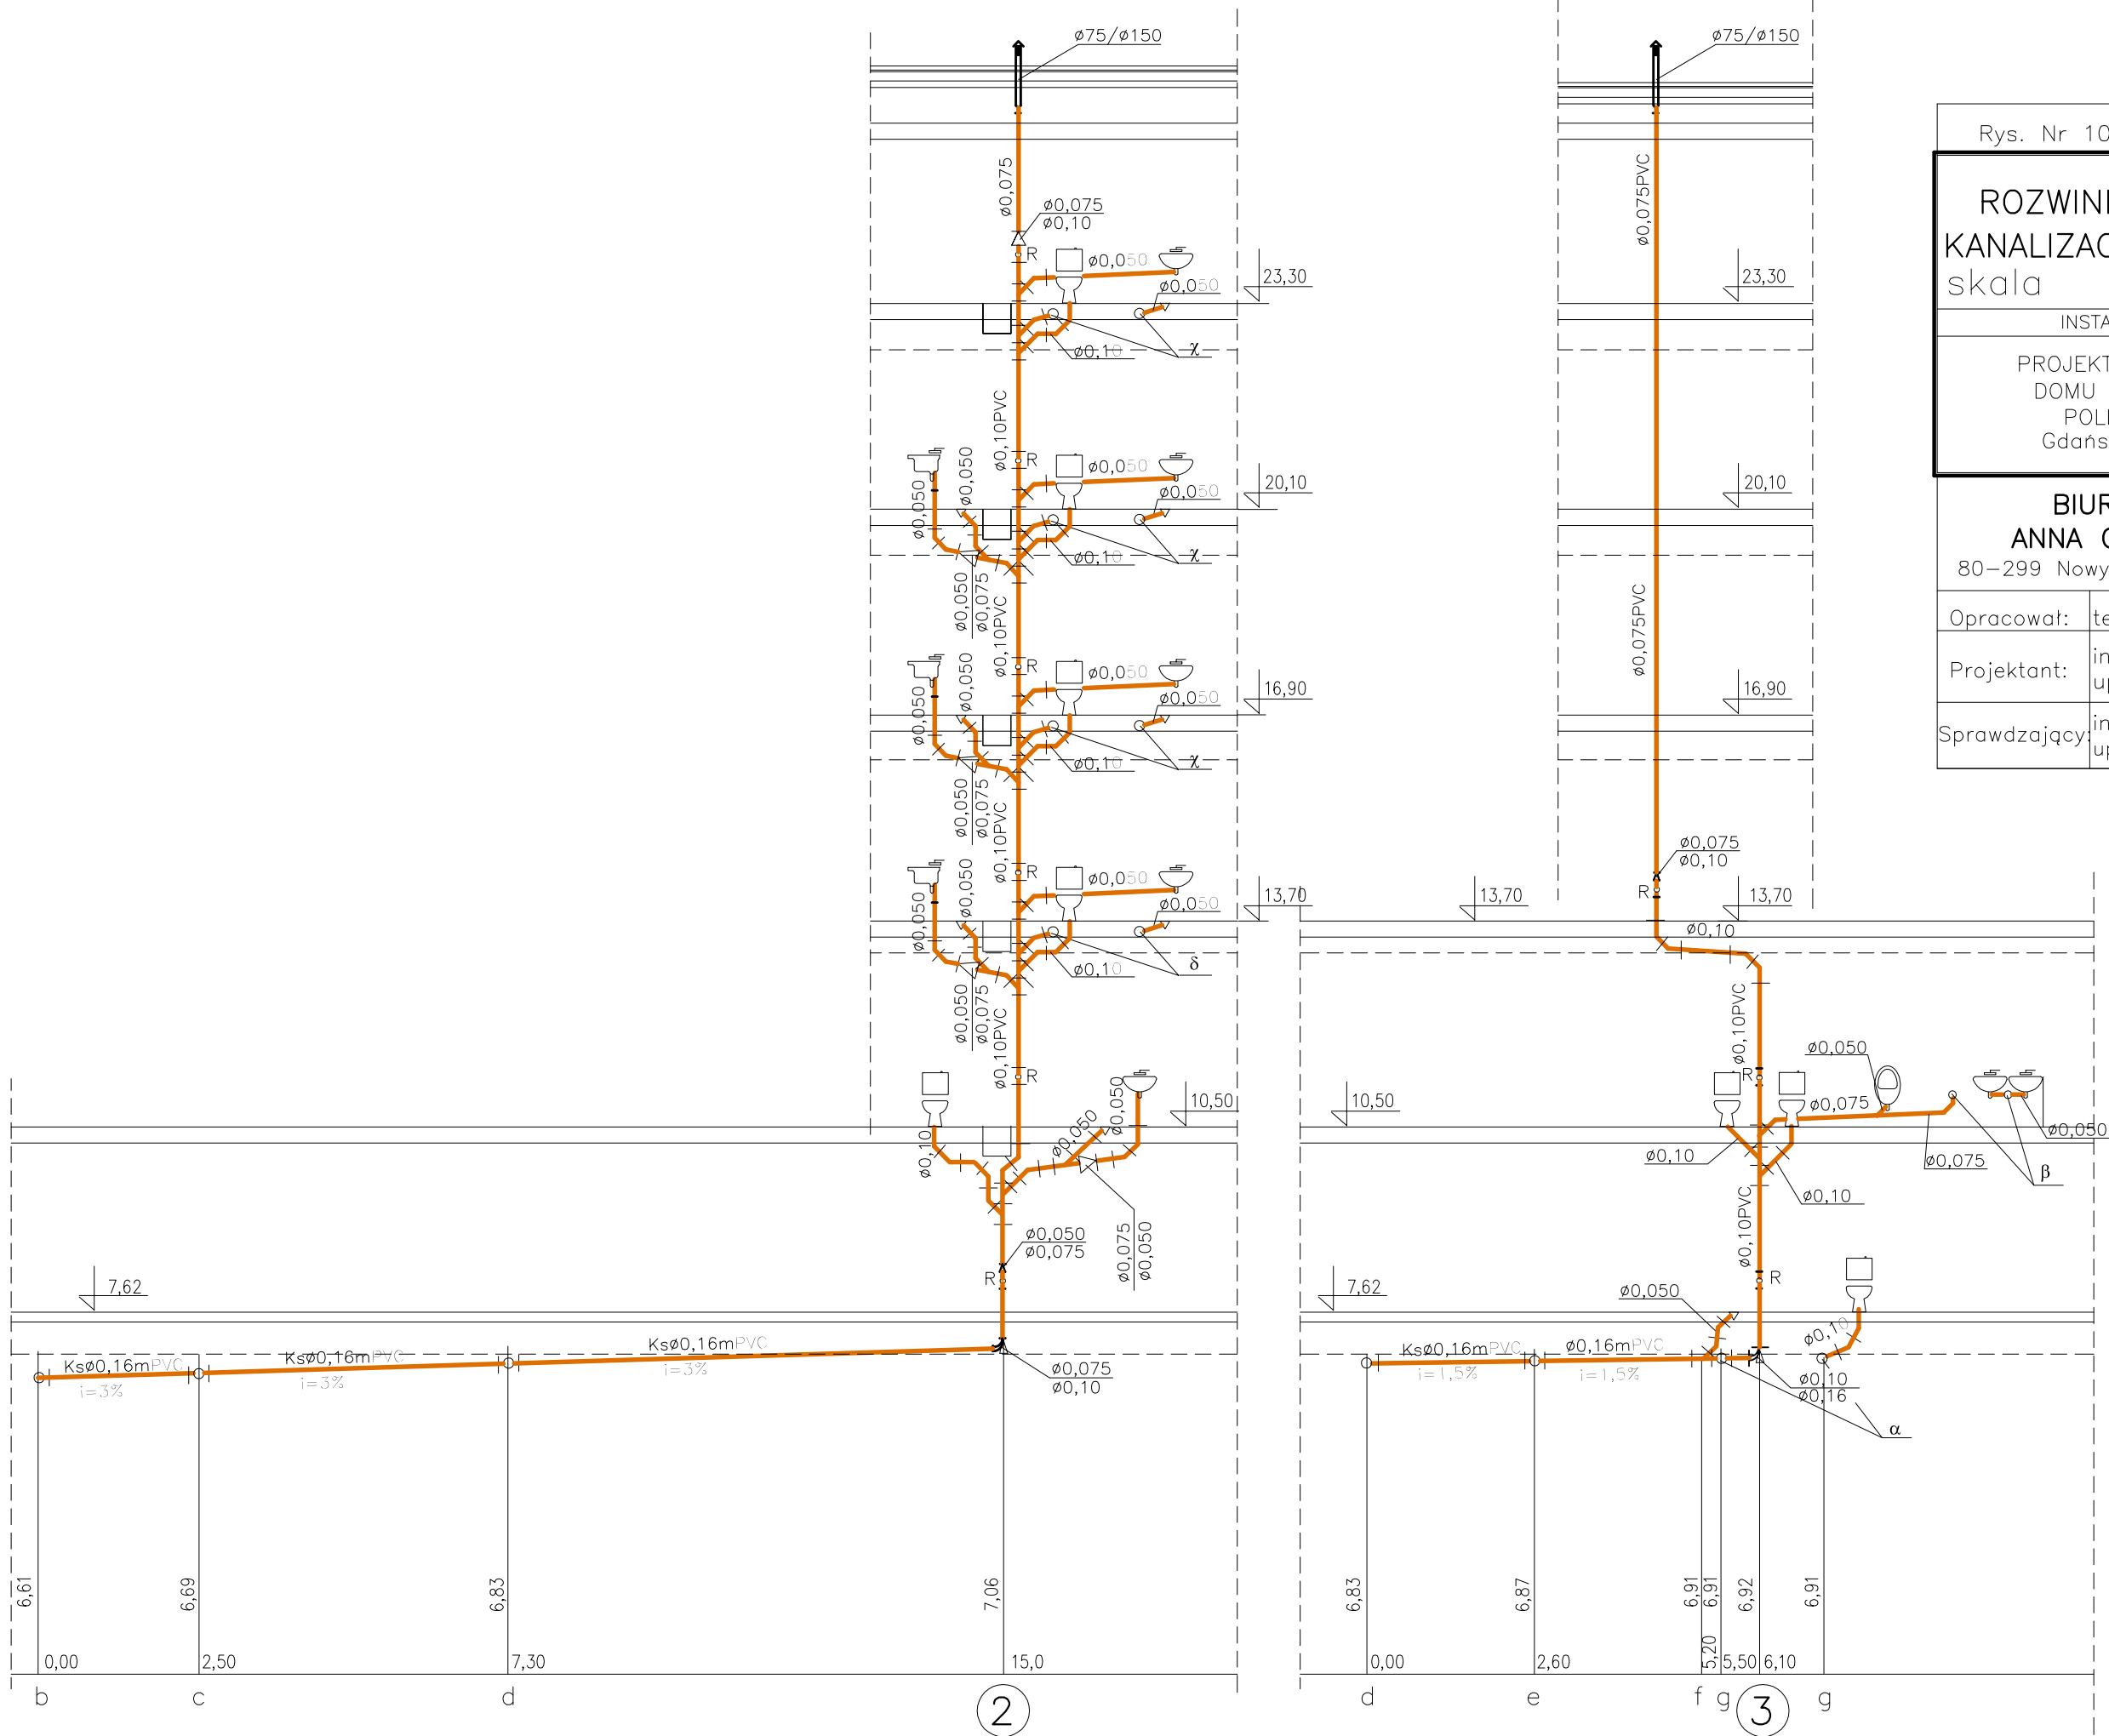 ø75/ø150
ø75/ø150
Rys. Nr 10
ROZWIN
KANALIZAC
skala
INSTA
PROJEKT
DOMU
POL
Gdańs
BIUR
ANNA
80-299 Nowy
Opracował: te
Projektant: in
up
Sprawdzający: in
up
ø0,075
ø0,075PVC
ø0,075
ø0,10
R
ø0,050
ø0,050
23,30
23,30
ø0,10
χ
ø0,10PVC
R
ø0,050
ø0,050
ø0,050
ø0,050
20,10
20,10
ø0,10
χ
ø0,050
ø0,075
ø0,10PVC
ø0,075PVC
R
ø0,050
ø0,050
ø0,050
ø0,050
16,90
16,90
ø0,10
χ
ø0,050
ø0,075
ø0,10PVC
ø0,075
ø0,10
R
R
ø0,050
ø0,050
ø0,050
ø0,050
13,70
13,70
13,70
ø0,10
ø0,10
δ
ø0,050
ø0,075
ø0,10PVC
ø0,10PVC
R
R
ø0,050
ø0,050
ø0,050
10,50
10,50
ø0,075
ø0,050
ø0,10
ø0,10
ø0,075
β
ø0,10
ø0,10PVC
ø0,050
ø0,075
ø0,075
ø0,050
R
R
7,62
7,62
ø0,050
ø0,10
Ksø0,16mPVC
i=3%
Ksø0,16mPVC
i=3%
Ksø0,16mPVC
i=3%
ø0,075
ø0,10
Ksø0,16mPVC
i=1,5%
ø0,16mPVC
i=1,5%
ø0,10
ø0,16
α
6,61
6,69
6,83
7,06
6,83
6,87
6,91
6,91
6,92
6,91
0,00
2,50
7,30
15,0
0,00
2,60
5,20
5,50
6,10
b
c
d
2
d
e
f
g
3
g